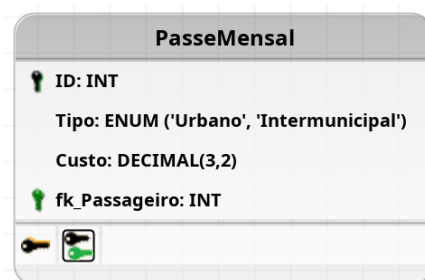 PasseMensal
ID: INT
Tipo: ENUM ('Urbano', 'Intermunicipal')
Custo: DECIMAL(3,2)
fk_Passageiro: INT